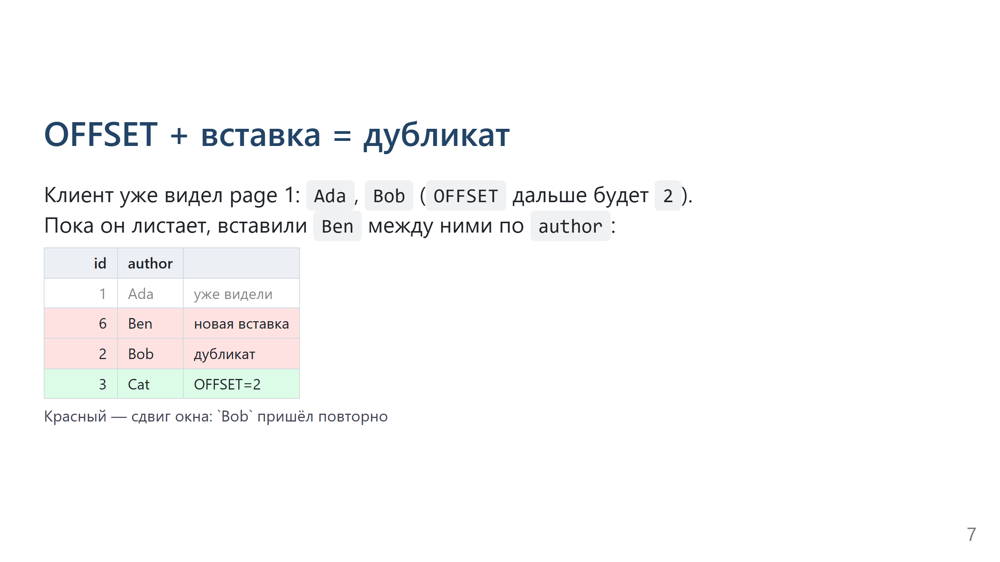 OFFSET + вставка = дубликат
Клиент уже видел page 1: Ada, Bob (OFFSET дальше будет 2).
Пока он листает, вставили Ben между ними по author:
id author
1 Ada уже видели
6 Ben новая вставка
2 Bob дубликат
3 Cat OFFSET=2
Красный — сдвиг окна: `Bob` пришёл повторно
7